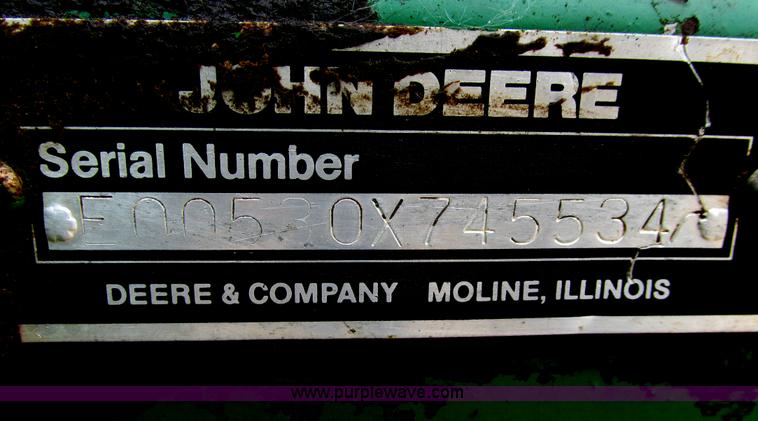 JOHN DEERE
Serial Number
E00530X745534
DEERE & COMPANY MOLINE, ILLINOIS
www.purplewave.com